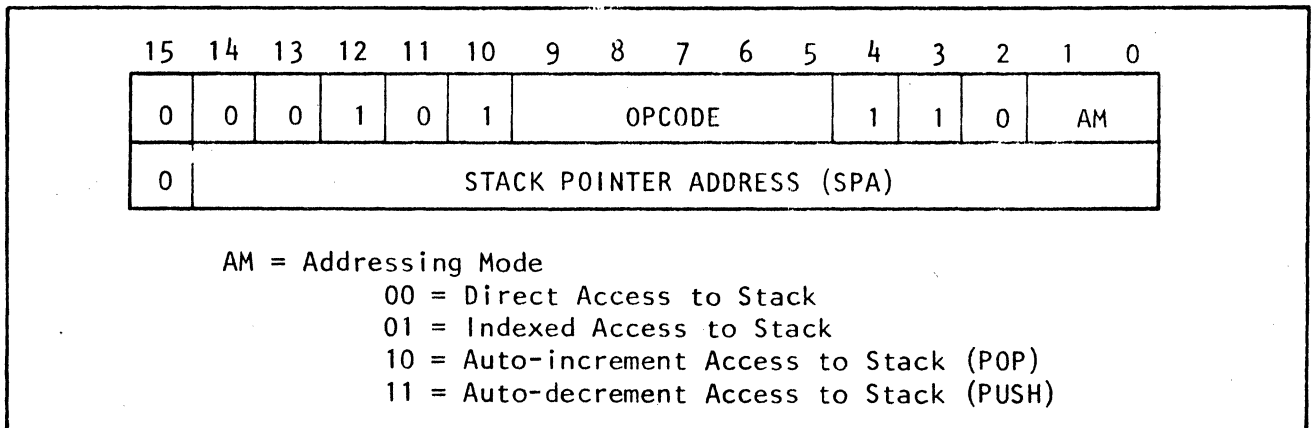 15 14 13 12 11 10 9 8 7 6 5 4 3 2 1 0
0 0 0 1 0 1 OPCODE 1 1 0 AM
0 STACK POINTER ADDRESS (SPA)
AM = Addressing Mode
00 = Direct Access to Stack
01 = Indexed Access to Stack
10 = Auto-increment Access to Stack (POP)
11 = Auto-decrement Access to Stack (PUSH)